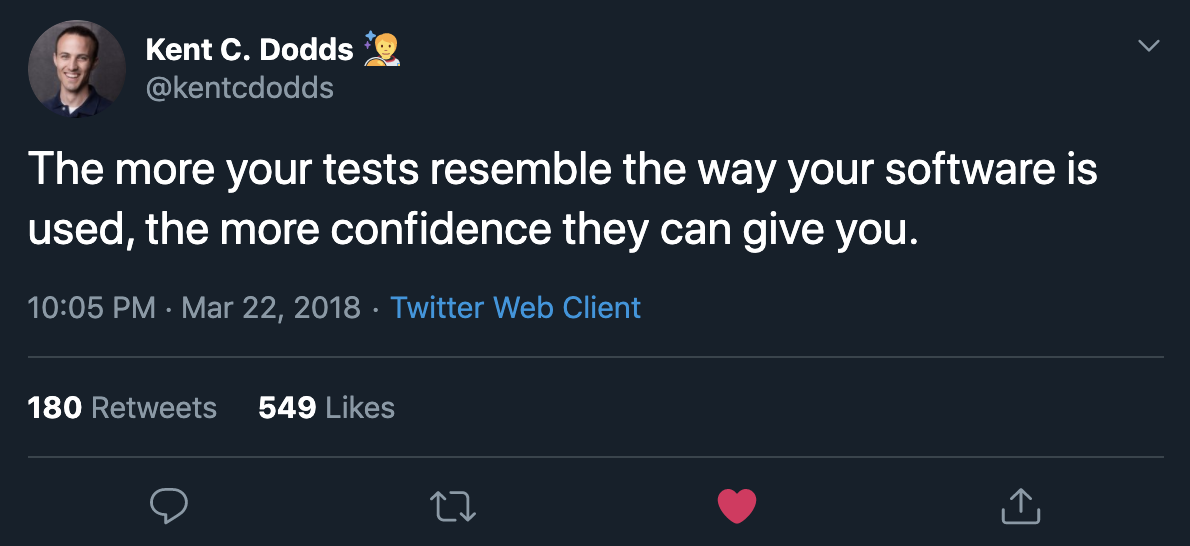 Kent C. Dodds
@kentcdodds
The more your tests resemble the way your software is
used, the more confidence they can give you.
10:05 PM · Mar 22, 2018 · Twitter Web Client
180 Retweets 549 Likes